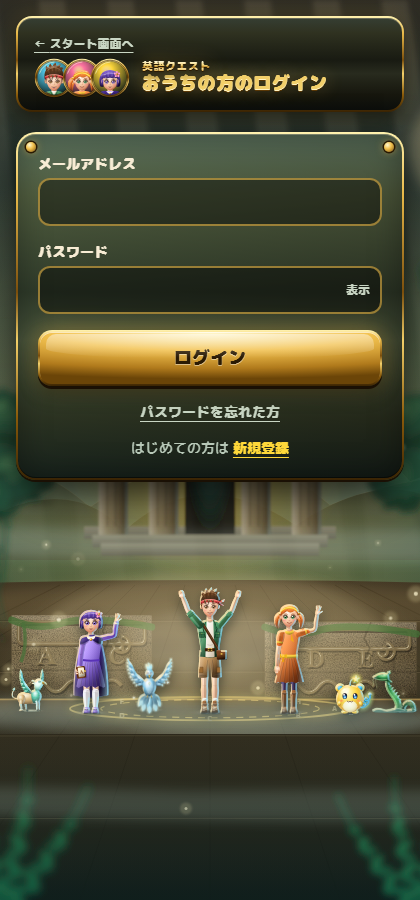 ← スタート画面へ
英語クエスト
おうちの方のログイン
メールアドレス
パスワード
表示
ログイン
パスワードを忘れた方
はじめての方は 新規登録
A C D E